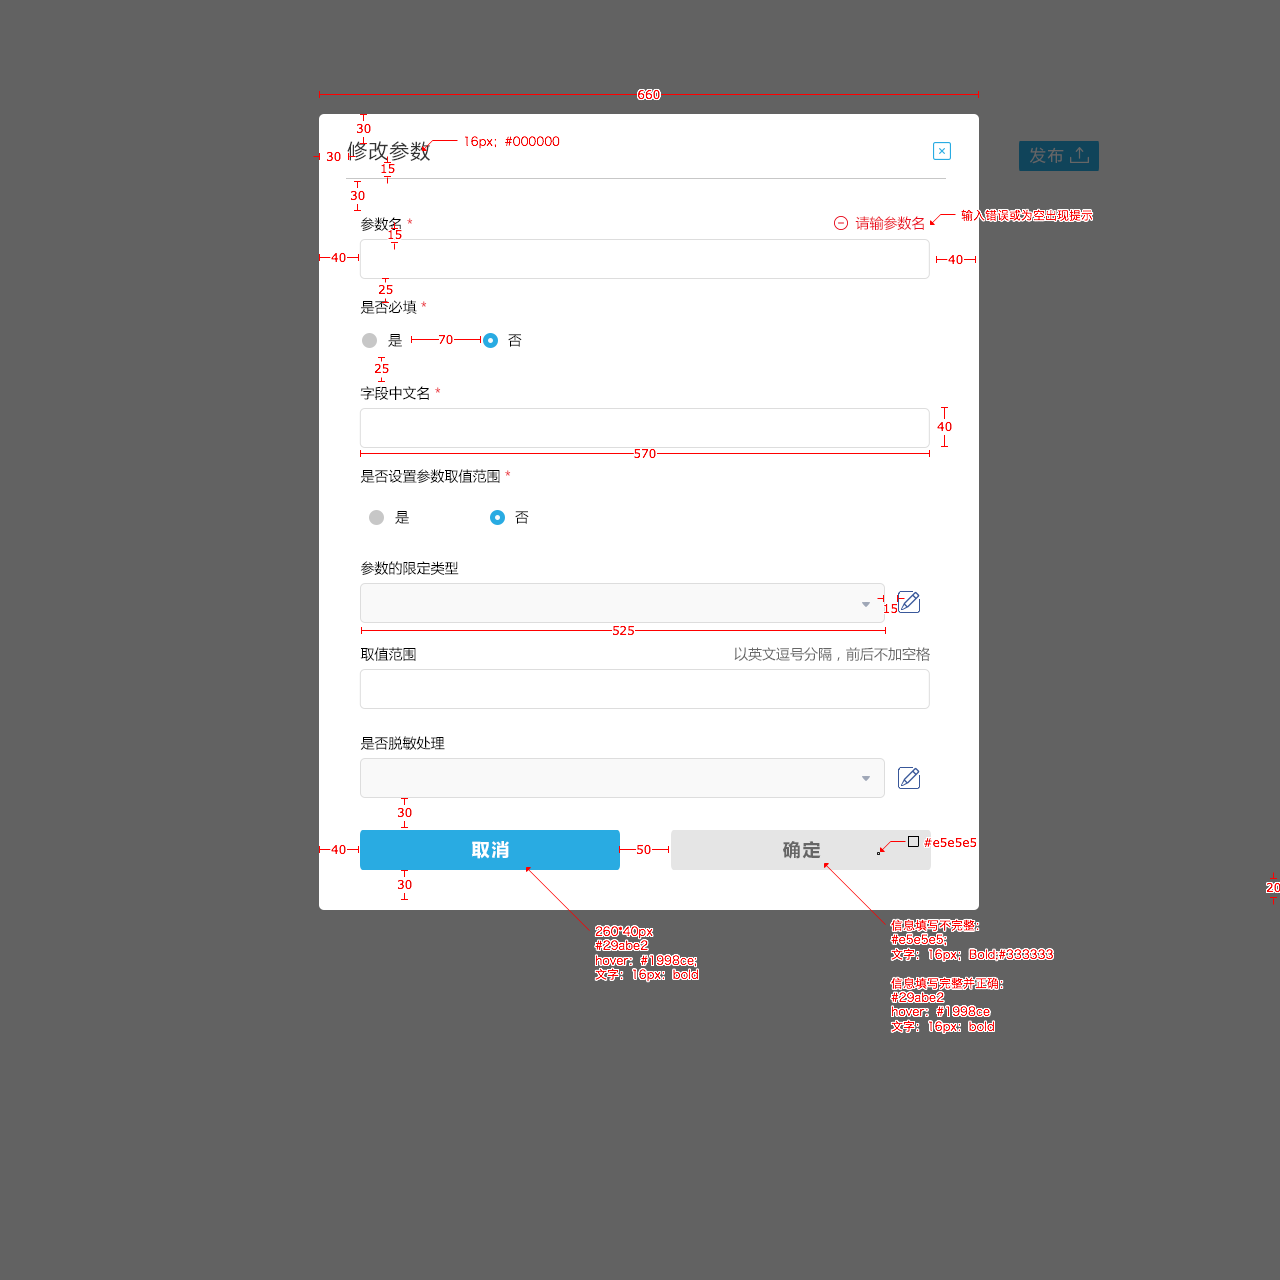 660
30
16px；#000000
30 修改参数
发布
15
30
参数名 *
请输参数名
输入错误或为空出现提示
15
40
40
25
是否必填 *
是
70
否
25
字段中文名 *
40
570
是否设置参数取值范围 *
是
否
参数的限定类型
15
525
取值范围
以英文逗号分隔，前后不加空格
是否脱敏处理
30
40
取消
50
确定
#e5e5e5
30
20
260*40px
#29abe2
hover：#1998ce;
文字：16px：bold
信息填写不完整：
#e5e5e5;
文字：16px；Bold;#333333
信息填写完整并正确：
#29abe2
hover：#1998ce
文字：16px：bold